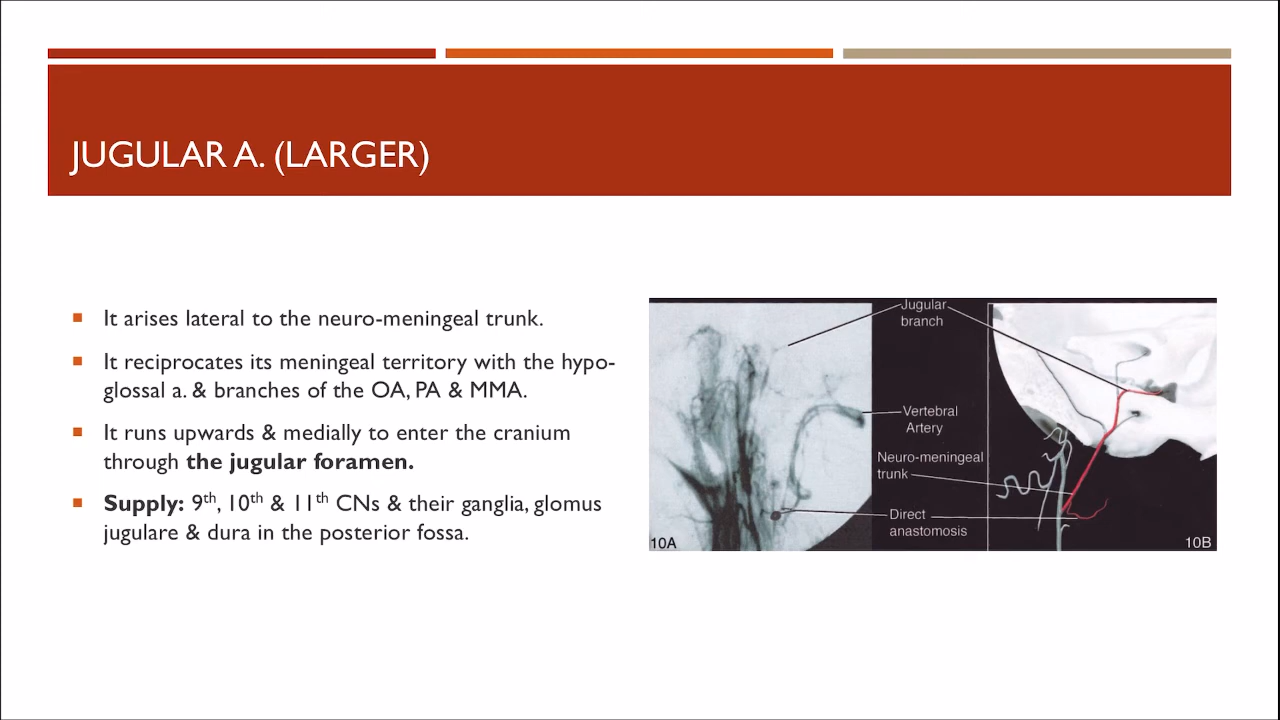 JUGULAR A. (LARGER)
It arises lateral to the neuro-meningeal trunk.
It reciprocates its meningeal territory with the hypo-
glossal a. & branches of the OA, PA & MMA.
It runs upwards & medially to enter the cranium
through the jugular foramen.
Supply: 9th, 10th & 11th CNs & their ganglia, glomus
jugulare & dura in the posterior fossa.
Jugular
branch
Vertebral
Artery
Neuro-meningeal
trunk
Direct
anastomosis
10A
10B